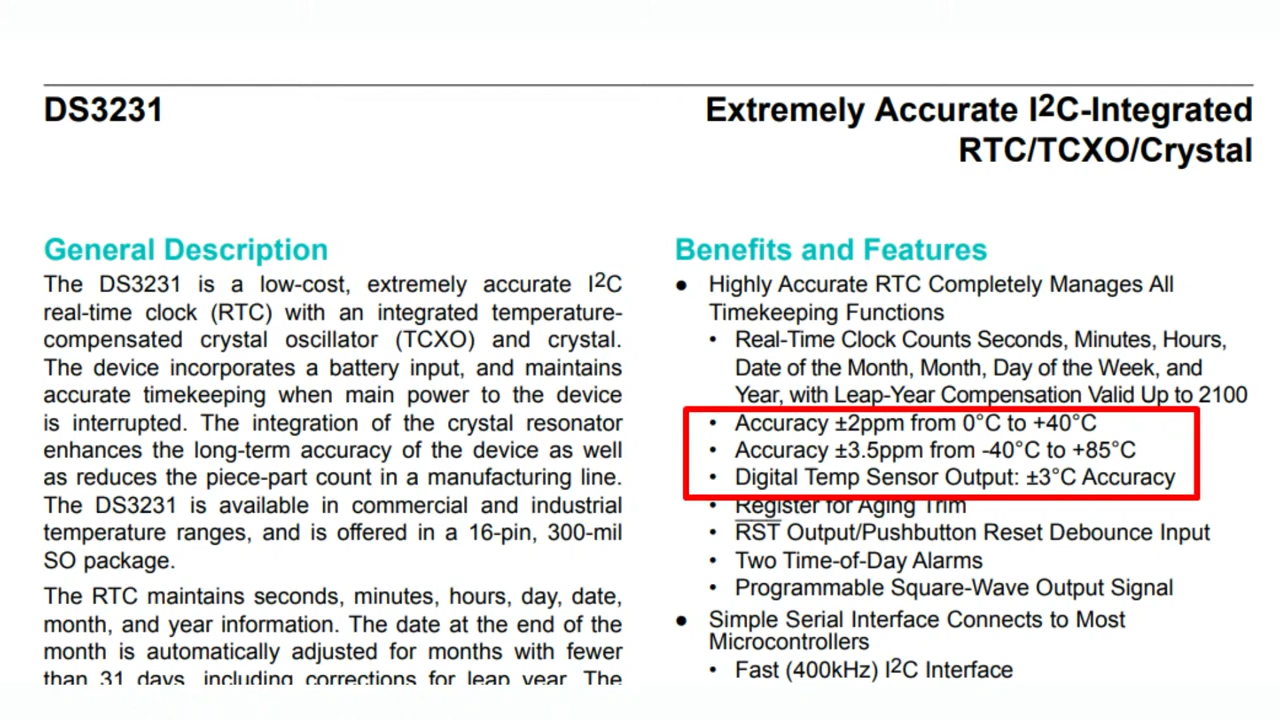 DS3231
Extremely Accurate I2C-Integrated
RTC/TCXO/Crystal
General Description
The DS3231 is a low-cost, extremely accurate I2C
real-time clock (RTC) with an integrated temperature-
compensated crystal oscillator (TCXO) and crystal.
The device incorporates a battery input, and maintains
accurate timekeeping when main power to the device
is interrupted. The integration of the crystal resonator
enhances the long-term accuracy of the device as well
as reduces the piece-part count in a manufacturing line.
The DS3231 is available in commercial and industrial
temperature ranges, and is offered in a 16-pin, 300-mil
SO package.
The RTC maintains seconds, minutes, hours, day, date,
month, and year information. The date at the end of the
month is automatically adjusted for months with fewer
than 31 days, including corrections for leap year. The
Benefits and Features
● Highly Accurate RTC Completely Manages All
Timekeeping Functions
• Real-Time Clock Counts Seconds, Minutes, Hours,
Date of the Month, Month, Day of the Week, and
Year, with Leap-Year Compensation Valid Up to 2100
• Accuracy ±2ppm from 0°C to +40°C
• Accuracy ±3.5ppm from -40°C to +85°C
• Digital Temp Sensor Output: ±3°C Accuracy
• Register for Aging Trim
• RST Output/Pushbutton Reset Debounce Input
• Two Time-of-Day Alarms
• Programmable Square-Wave Output Signal
● Simple Serial Interface Connects to Most
Microcontrollers
• Fast (400kHz) I2C Interface